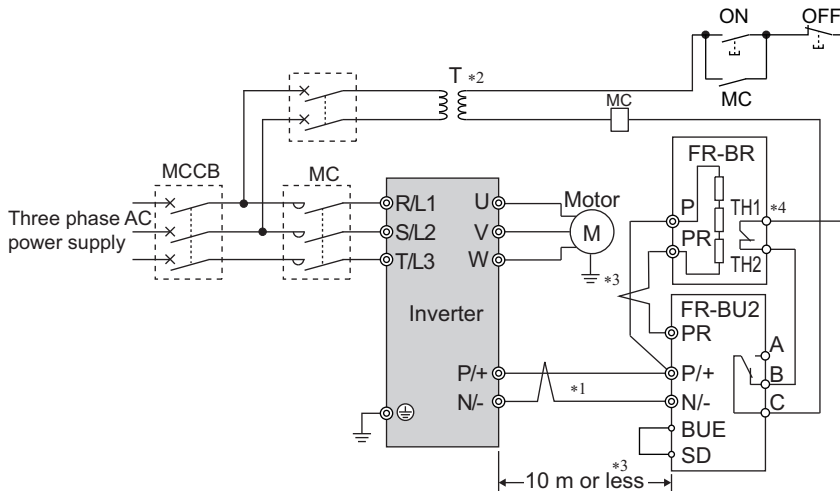 ON
OFF
T *2
MC
MC
FR-BR
MCCB
MC
Three phase AC
power supply
R/L1
S/L2
T/L3
U
V
W
Motor
M
*3
P
PR
TH1
*4
TH2
FR-BU2
Inverter
PR
A
P/+
P/+
B
N/-
*1
N/-
C
BUE
SD
10 m or less *3